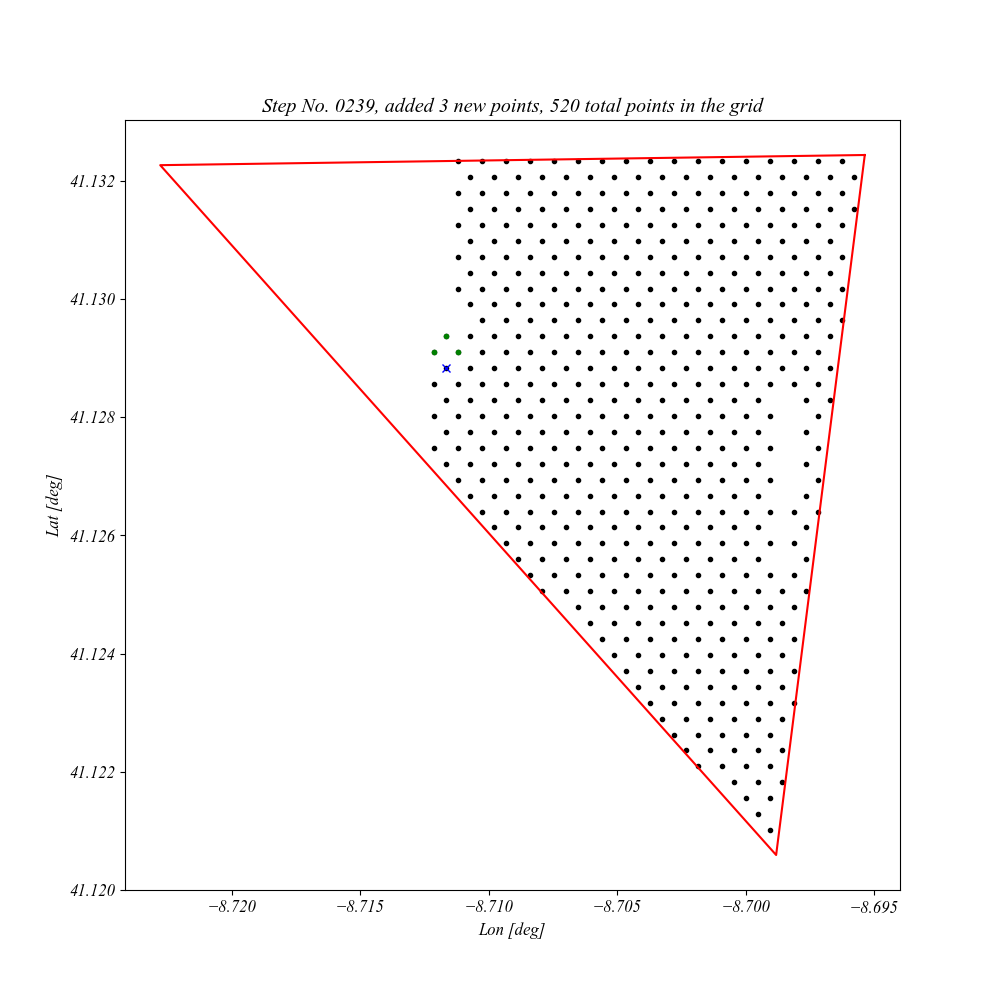 Step No. 0239, added 3 new points, 520 total points in the grid
41.132
41.130
41.128
41.126
41.124
41.122
41.120
Lat [deg]
−8.720 −8.715 −8.710 −8.705 −8.700 −8.695
Lon [deg]